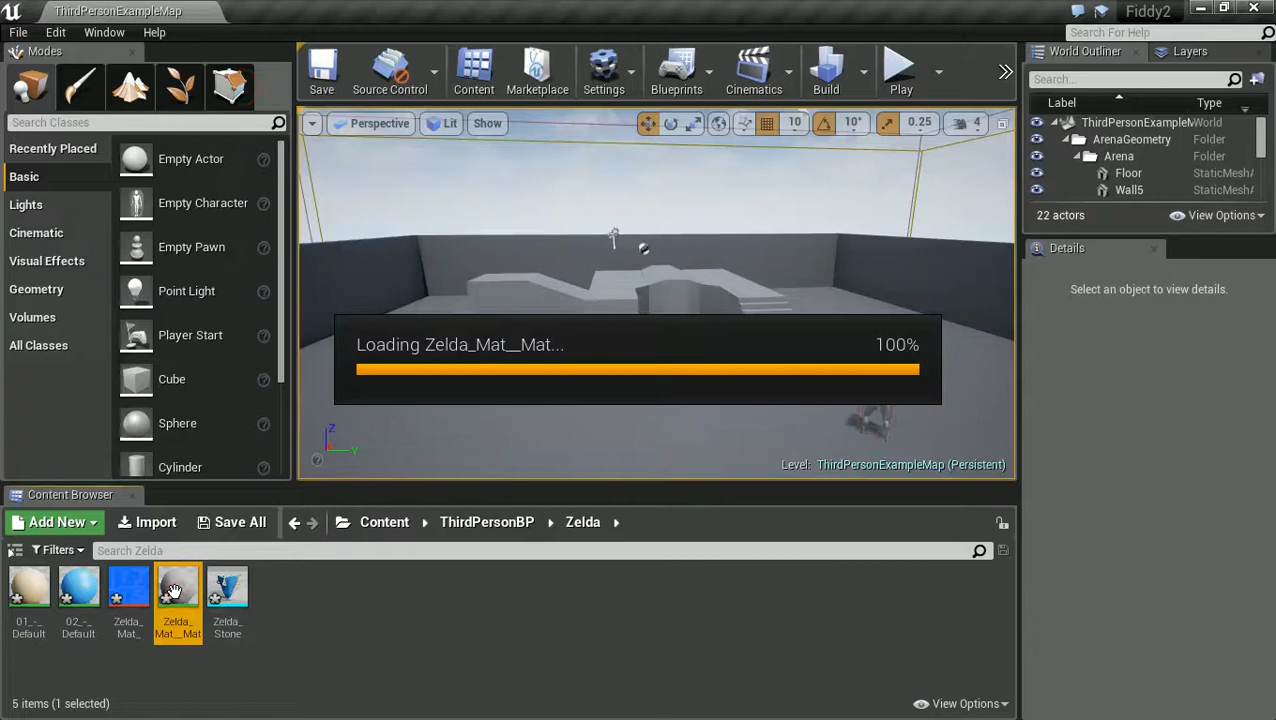 ThirdPersonExampleMap
Fiddy2
File Edit Window Help
Search For Help
Modes
Save
Source Control
Content
Marketplace
Settings
Blueprints
Cinematics
Build
Play
World Outliner
Layers
Search...
Label Type
ThirdPersonExampleM World
ArenaGeometry Folder
Arena Folder
Floor StaticMeshA
Wall5 StaticMeshA
22 actors
View Options
Details
Select an object to view details.
Search Classes
Recently Placed
Basic
Lights
Cinematic
Visual Effects
Geometry
Volumes
All Classes
Empty Actor
Empty Character
Empty Pawn
Point Light
Player Start
Cube
Sphere
Cylinder
Perspective
Lit
Show
10
10°
0.25
4
Loading Zelda_Mat__Mat... 100%
Z
Y
Level: ThirdPersonExampleMap (Persistent)
Content Browser
Add New
Import
Save All
Content
ThirdPersonBP
Zelda
Filters
Search Zelda
01_-_
Default
02_-_
Default
Zelda_
Mat_
Zelda_
Mat__Mat
Zelda_
Stone
5 items (1 selected)
View Options